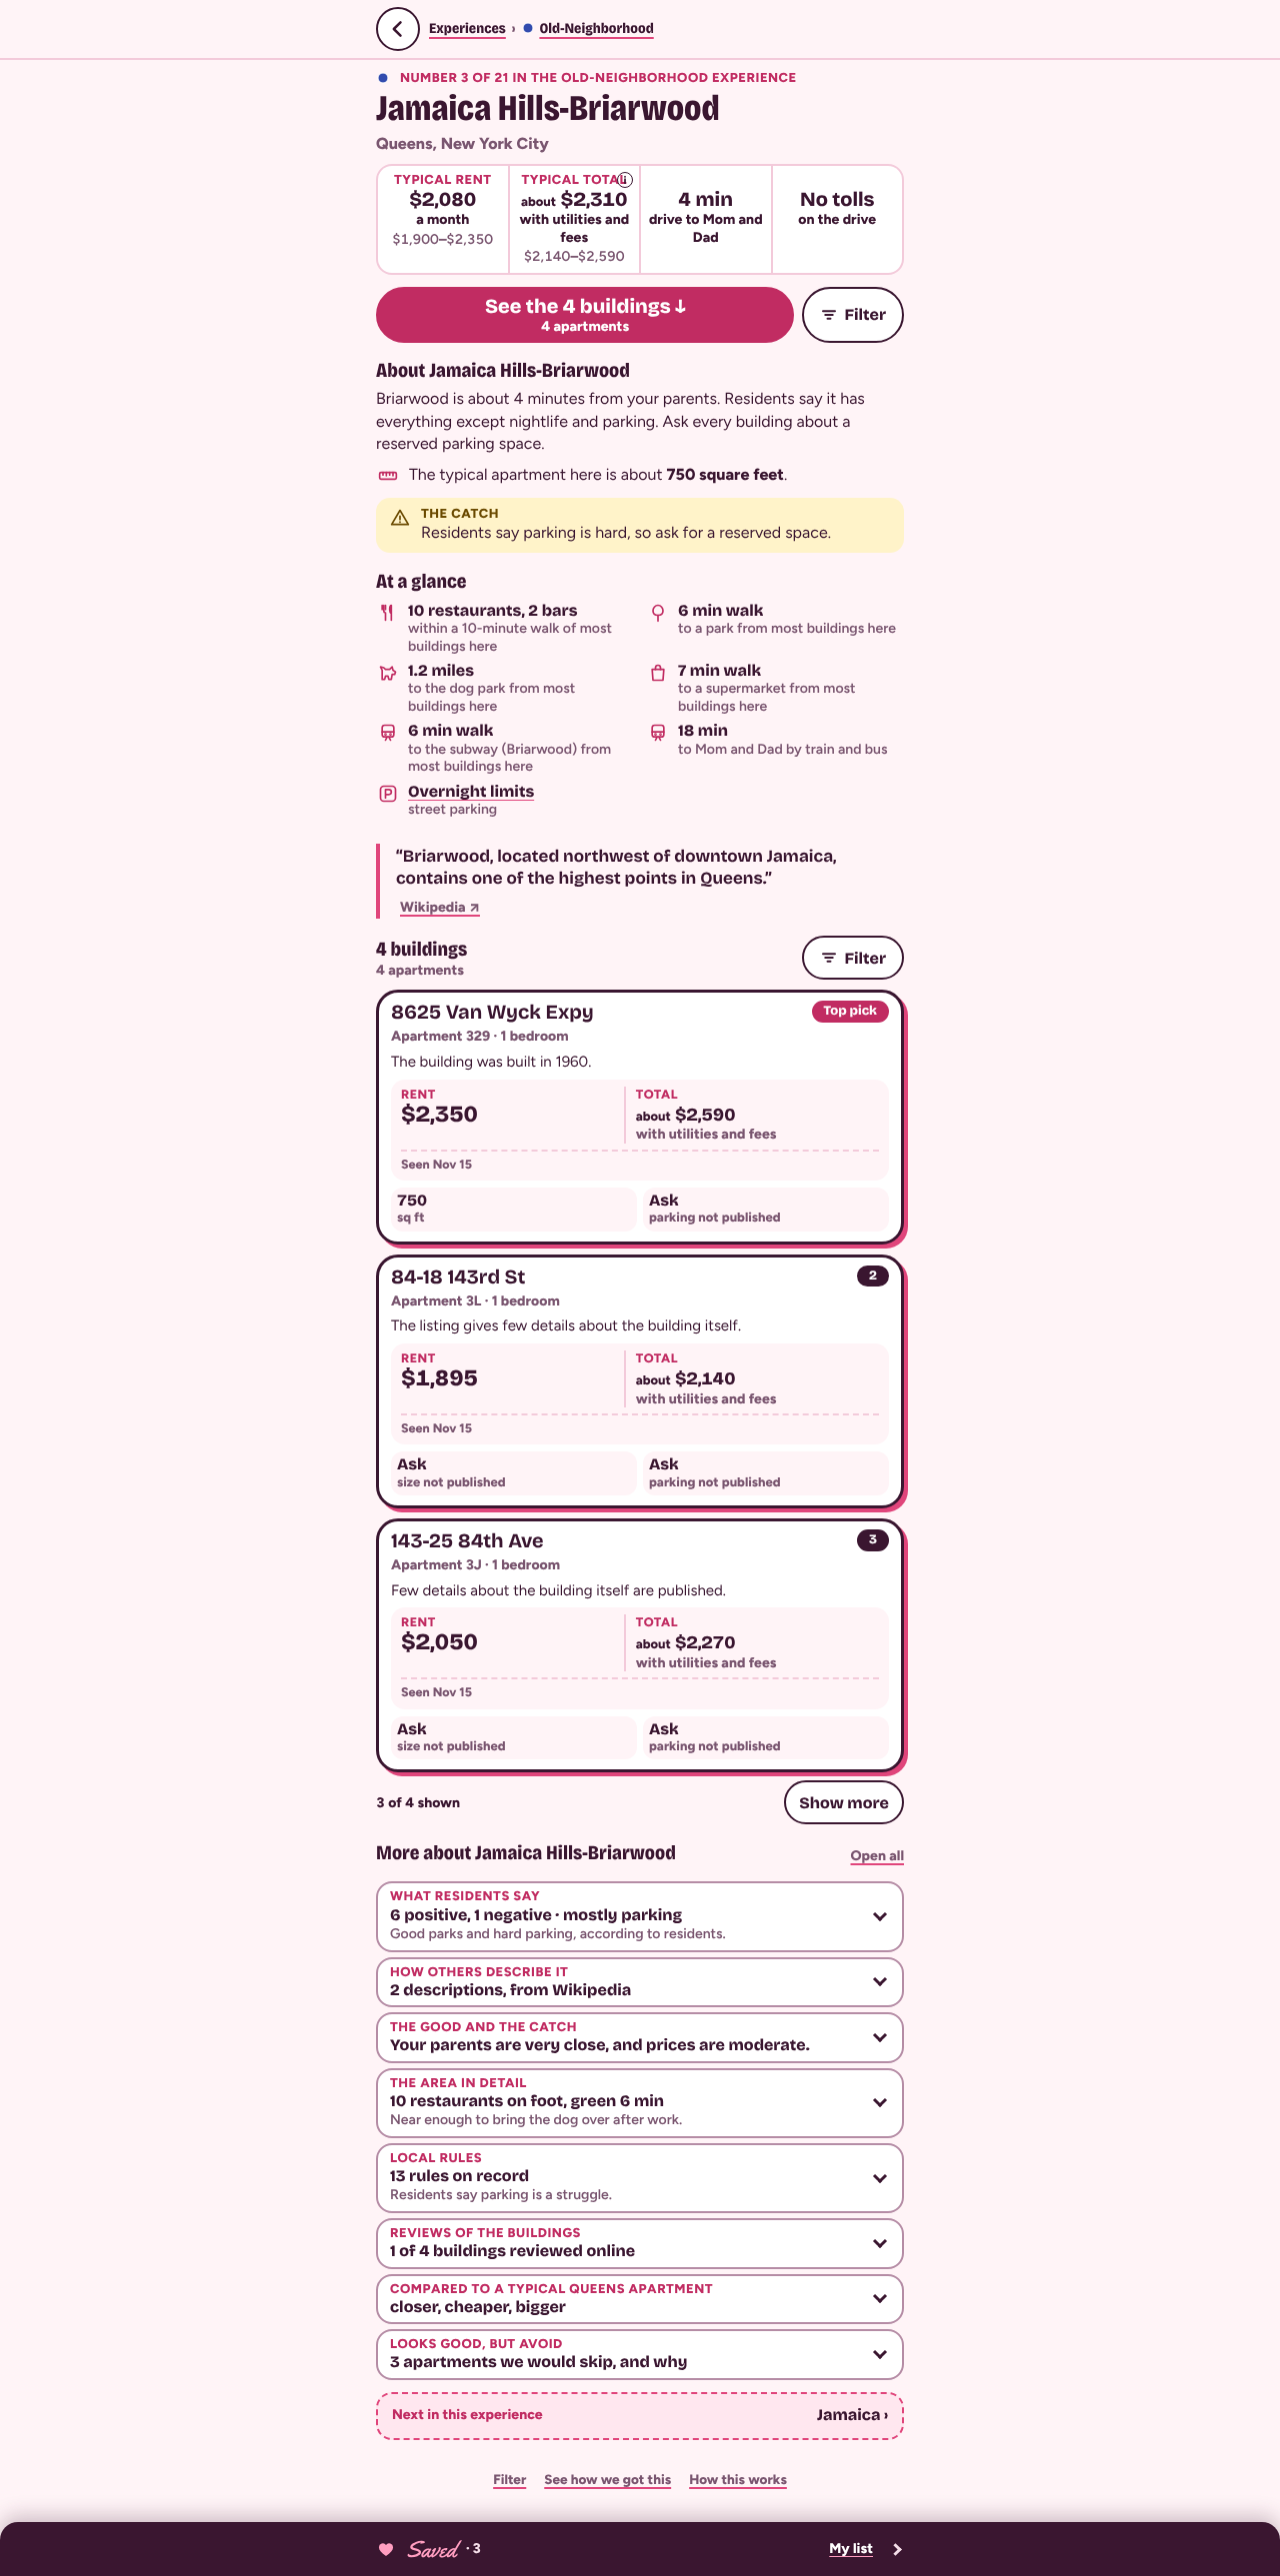 Experiences › Old-Neighborhood
NUMBER 3 OF 21 IN THE OLD-NEIGHBORHOOD EXPERIENCE
Jamaica Hills-Briarwood
Queens, New York City
TYPICAL RENT
$2,080
a month
$1,900–$2,350
TYPICAL TOTAL
about $2,310
with utilities and
fees
$2,140–$2,590
4 min
drive to Mom and
Dad
No tolls
on the drive
See the 4 buildings ↓
4 apartments
Filter
About Jamaica Hills-Briarwood
Briarwood is about 4 minutes from your parents. Residents say it has
everything except nightlife and parking. Ask every building about a
reserved parking space.
The typical apartment here is about 750 square feet.
THE CATCH
Residents say parking is hard, so ask for a reserved space.
At a glance
10 restaurants, 2 bars
within a 10-minute walk of most
buildings here
6 min walk
to a park from most buildings here
1.2 miles
to the dog park from most
buildings here
7 min walk
to a supermarket from most
buildings here
6 min walk
to the subway (Briarwood) from
most buildings here
18 min
to Mom and Dad by train and bus
P
Overnight limits
street parking
“Briarwood, located northwest of downtown Jamaica,
contains one of the highest points in Queens.”
Wikipedia ↗
4 buildings
4 apartments
Filter
8625 Van Wyck Expy
Top pick
Apartment 329 · 1 bedroom
The building was built in 1960.
RENT
$2,350
TOTAL
about $2,590
with utilities and fees
Seen Nov 15
750
sq ft
Ask
parking not published
84-18 143rd St
2
Apartment 3L · 1 bedroom
The listing gives few details about the building itself.
RENT
$1,895
TOTAL
about $2,140
with utilities and fees
Seen Nov 15
Ask
size not published
Ask
parking not published
143-25 84th Ave
3
Apartment 3J · 1 bedroom
Few details about the building itself are published.
RENT
$2,050
TOTAL
about $2,270
with utilities and fees
Seen Nov 15
Ask
size not published
Ask
parking not published
3 of 4 shown
Show more
More about Jamaica Hills-Briarwood
Open all
WHAT RESIDENTS SAY
6 positive, 1 negative · mostly parking
Good parks and hard parking, according to residents.
HOW OTHERS DESCRIBE IT
2 descriptions, from Wikipedia
THE GOOD AND THE CATCH
Your parents are very close, and prices are moderate.
THE AREA IN DETAIL
10 restaurants on foot, green 6 min
Near enough to bring the dog over after work.
LOCAL RULES
13 rules on record
Residents say parking is a struggle.
REVIEWS OF THE BUILDINGS
1 of 4 buildings reviewed online
COMPARED TO A TYPICAL QUEENS APARTMENT
closer, cheaper, bigger
LOOKS GOOD, BUT AVOID
3 apartments we would skip, and why
Next in this experience
Jamaica ›
Filter
See how we got this
How this works
Saved · 3
My list